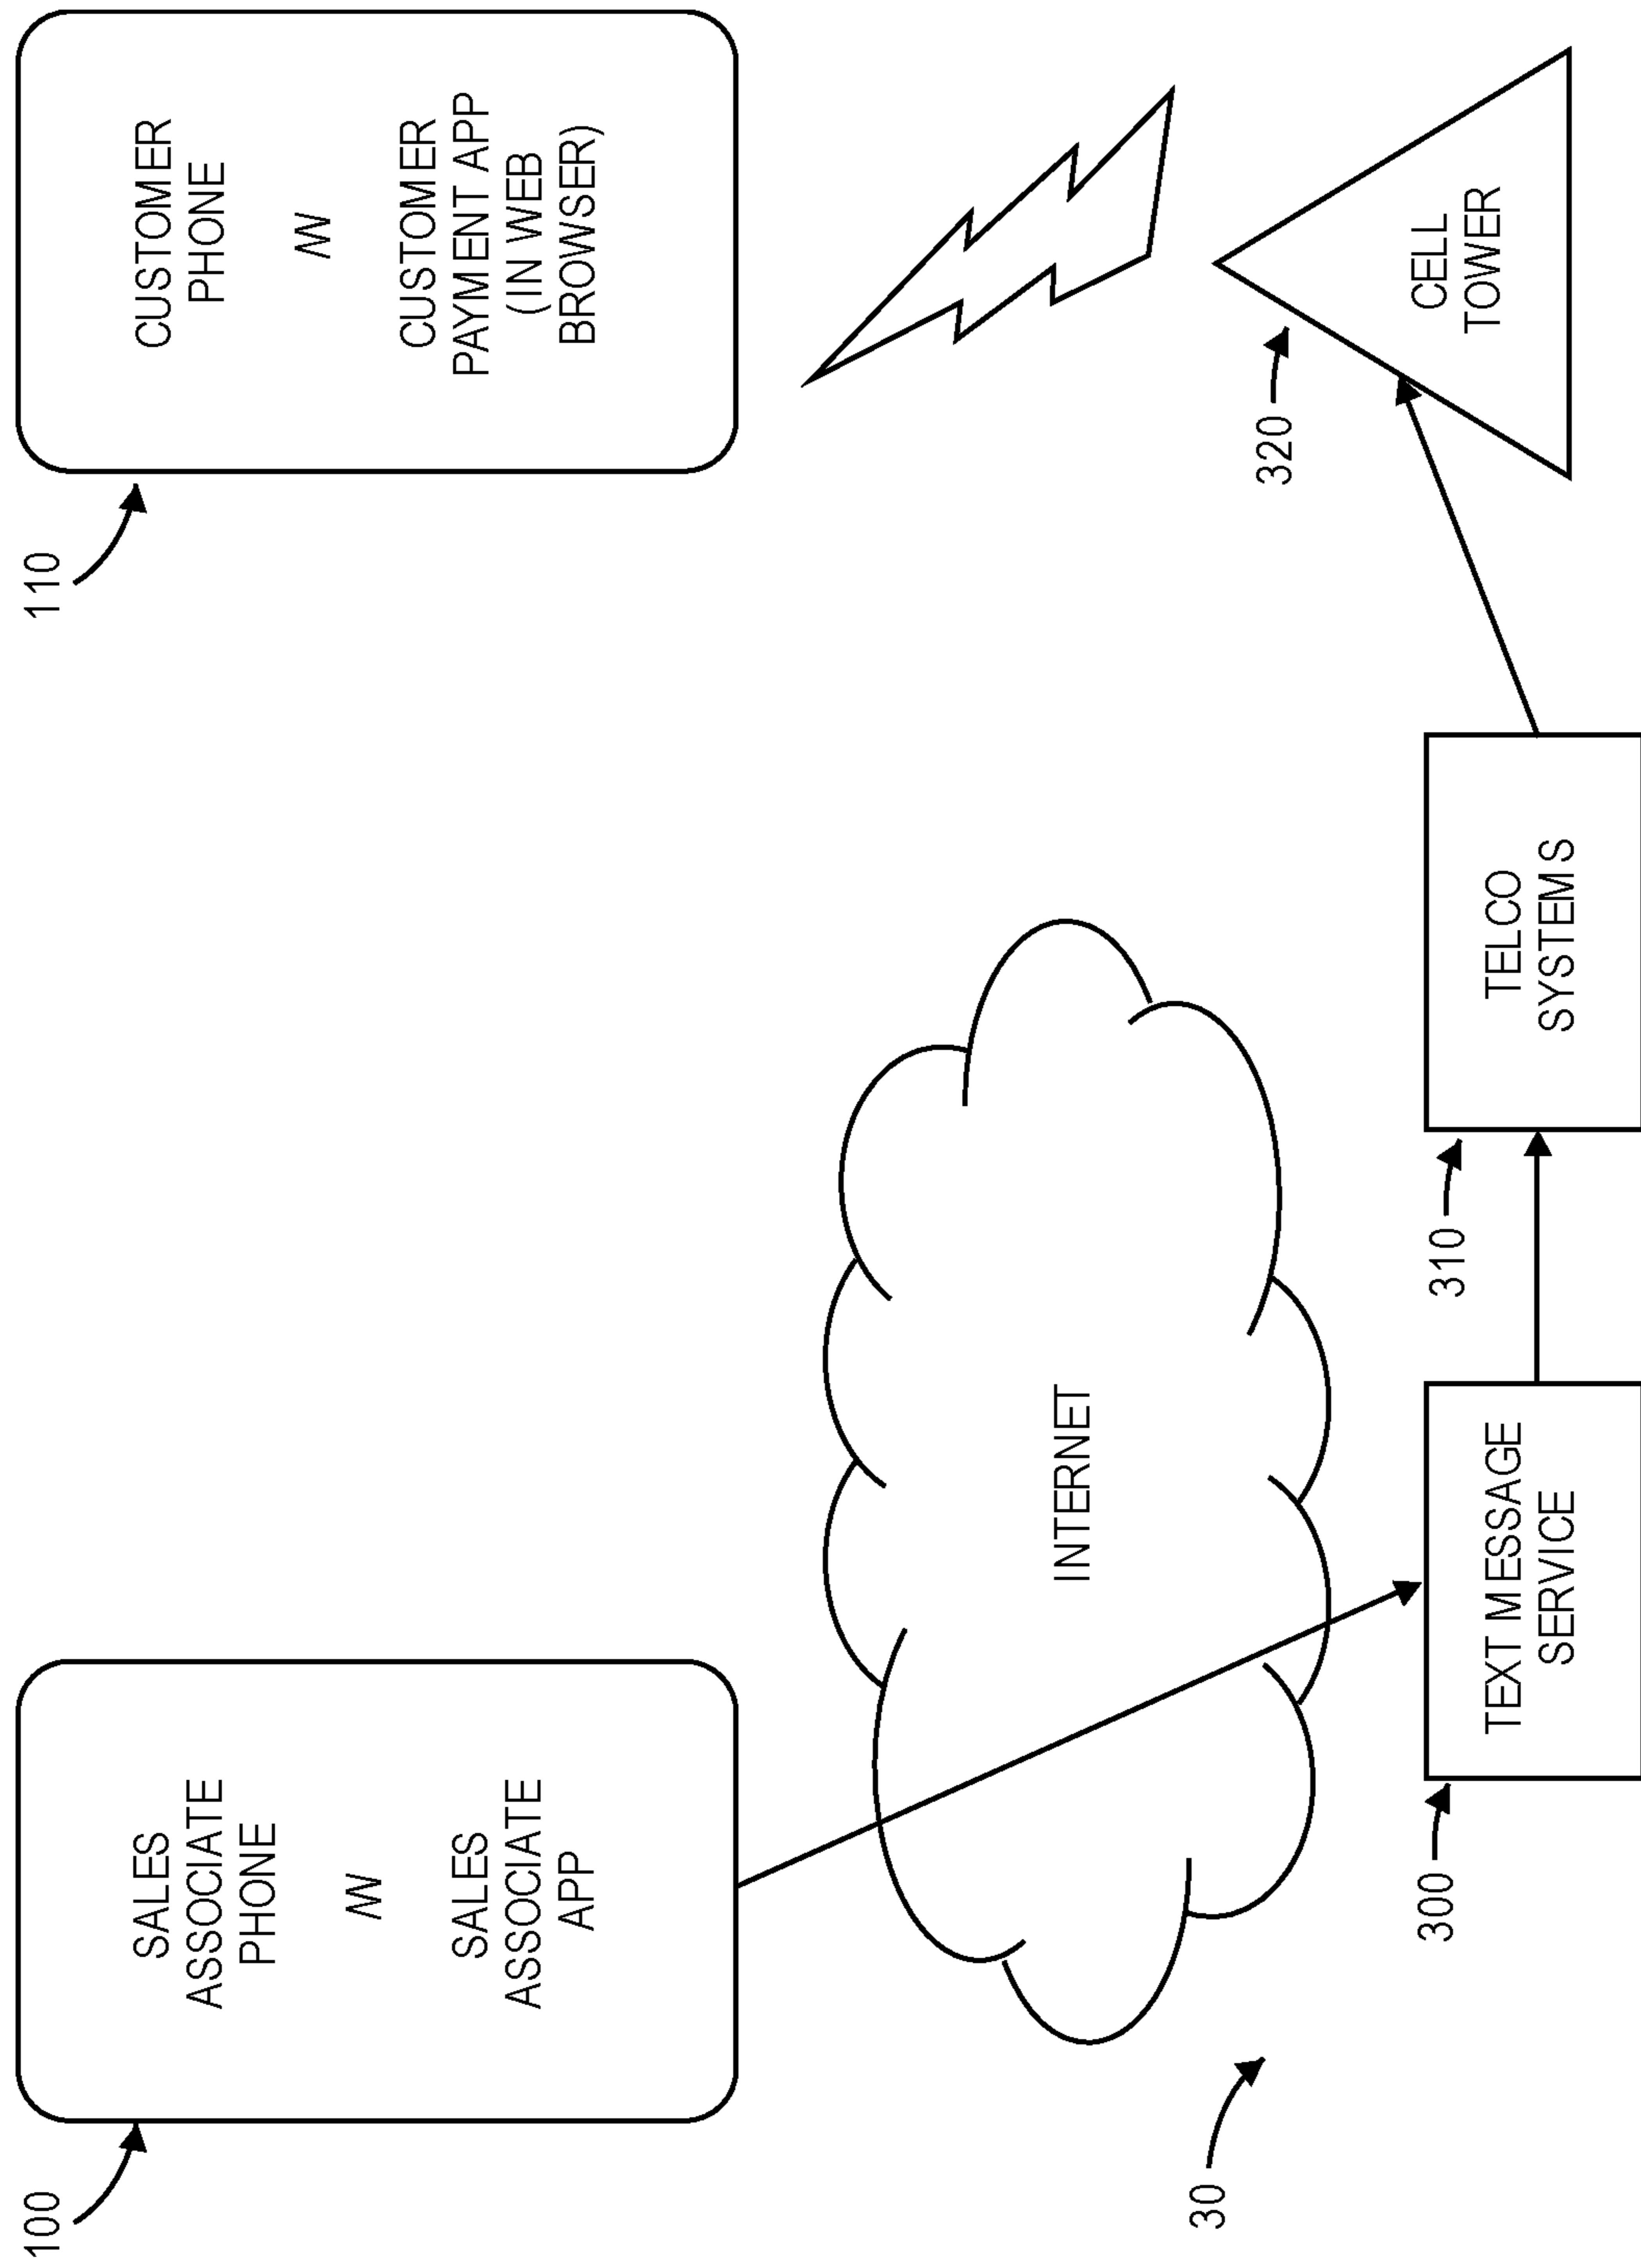 100
SALES
ASSOCIATE
PHONE
W/
SALES
ASSOCIATE
APP
110
CUSTOMER
PHONE
W/
CUSTOMER
PAYMENT APP
(IN WEB
BROWSER)
INTERNET
30
300
TEXT MESSAGE
SERVICE
310
TELCO
SYSTEMS
320
CELL
TOWER